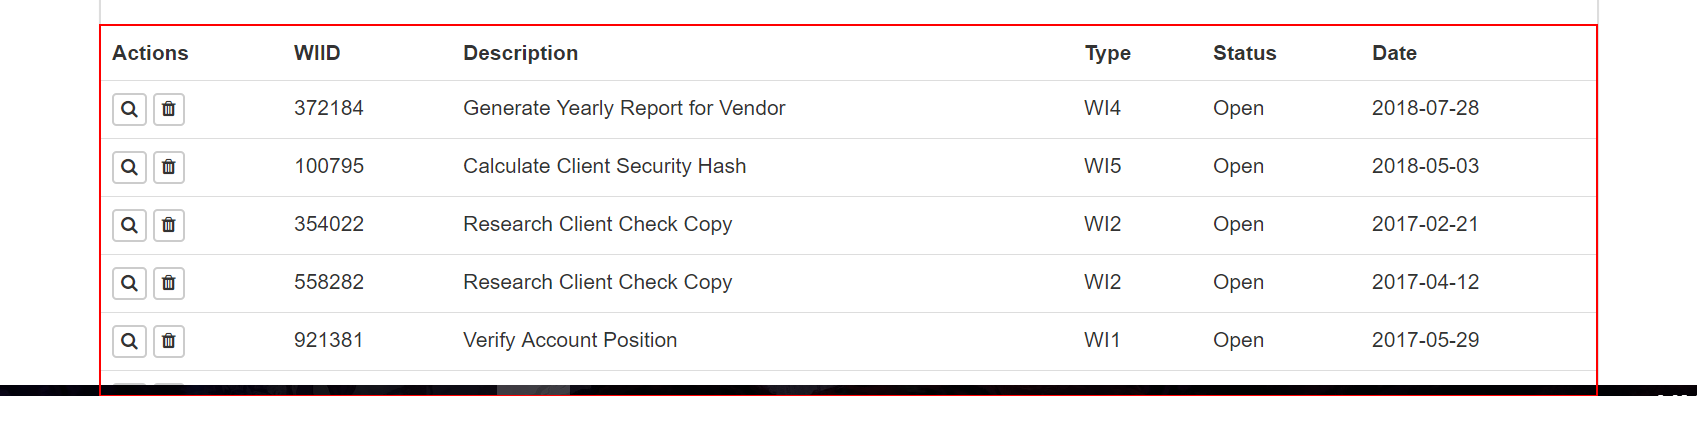 Actions WIID Description Type Status Date
372184 Generate Yearly Report for Vendor WI4 Open 2018-07-28
100795 Calculate Client Security Hash WI5 Open 2018-05-03
354022 Research Client Check Copy WI2 Open 2017-02-21
558282 Research Client Check Copy WI2 Open 2017-04-12
921381 Verify Account Position WI1 Open 2017-05-29